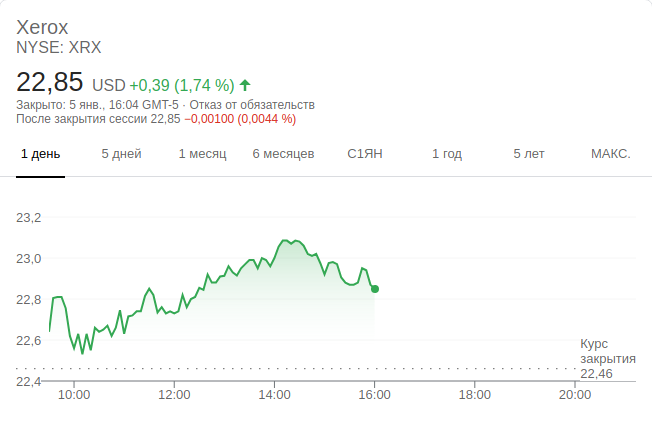 Xerox
NYSE: XRX
22,85 USD +0,39 (1,74 %)
Закрыто: 5 янв., 16:04 GMT-5 · Отказ от обязательств
После закрытия сессии 22,85 −0,00100 (0,0044 %)
1 день 5 дней 1 месяц 6 месяцев С1ЯН 1 год 5 лет МАКС.
23,2
23,0
22,8
22,6
22,4
Курс
закрытия
22,46
10:00 12:00 14:00 16:00 18:00 20:00